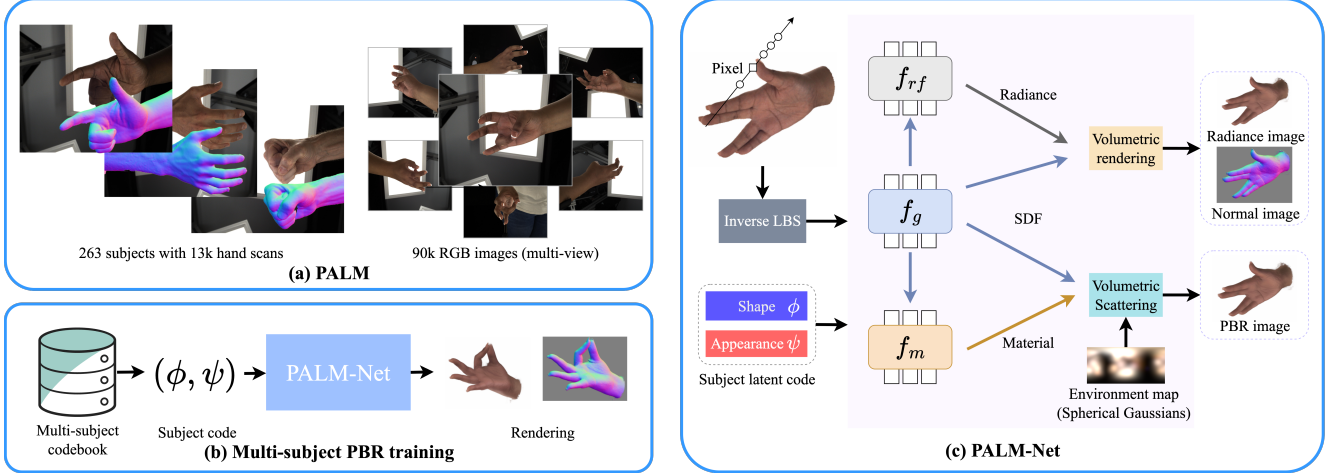 263 subjects with 13k hand scans
90k RGB images (multi-view)
(a) PALM
Multi-subject
codebook
(ϕ, ψ)
Subject code
PALM-Net
Rendering
(b) Multi-subject PBR training
Pixel
Inverse LBS
Shape ϕ
Appearance ψ
Subject latent code
f_rf
f_g
f_m
Radiance
SDF
Material
Volumetric
rendering
Volumetric
Scattering
Environment map
(Spherical Gaussians)
Radiance image
Normal image
PBR image
(c) PALM-Net